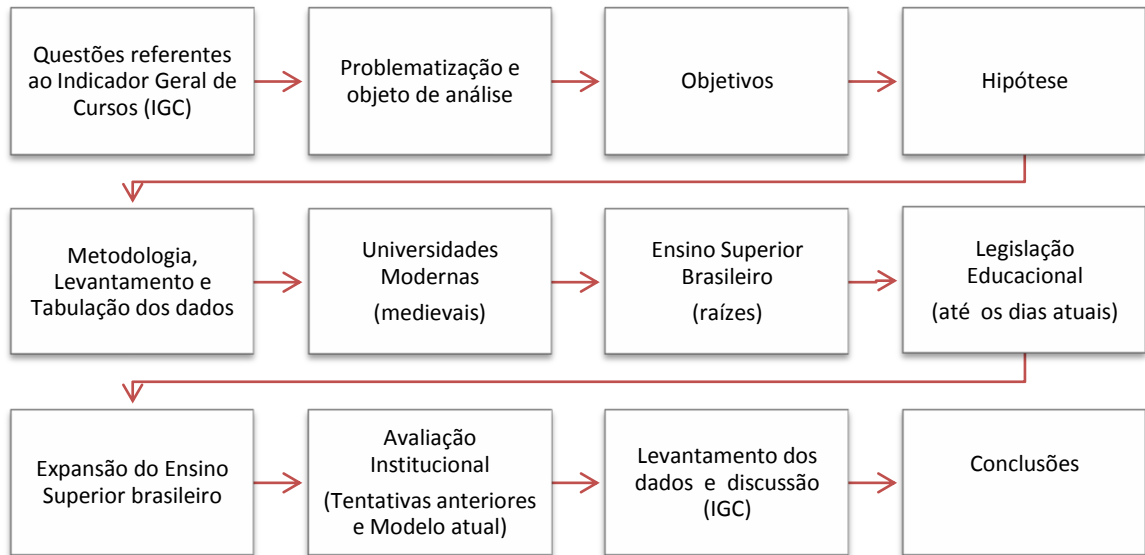 Questões referentes
ao Indicador Geral de
Cursos (IGC)
Problematização e
objeto de análise
Objetivos
Hipótese
Metodologia,
Levantamento e
Tabulação dos dados
Universidades
Modernas
(medievais)
Ensino Superior
Brasileiro
(raízes)
Legislação
Educacional
(até os dias atuais)
Expansão do Ensino
Superior brasileiro
Avaliação
Institucional
(Tentativas anteriores
e Modelo atual)
Levantamento dos
dados e discussão
(IGC)
Conclusões